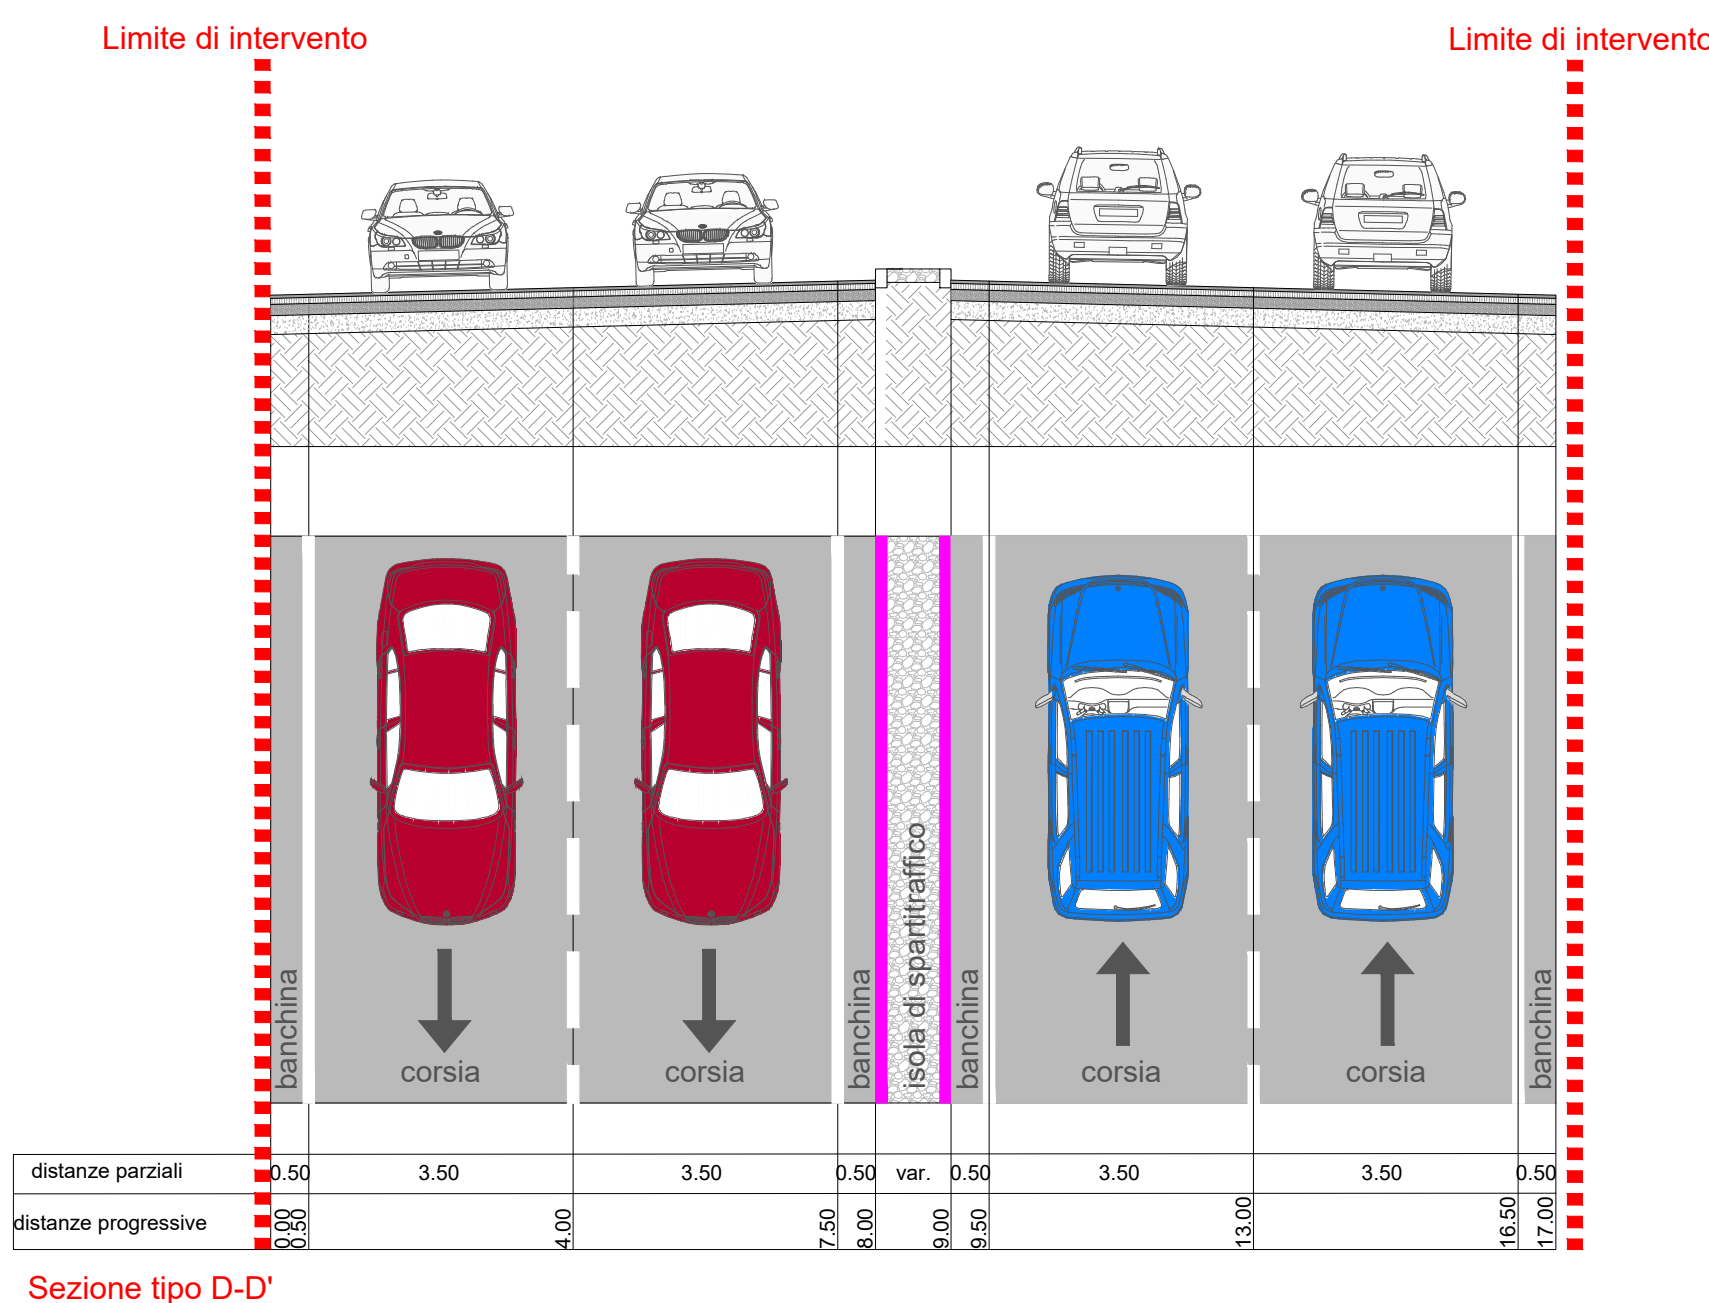 Limite di intervento
Limite di intervento
banchina
corsia
corsia
banchina
isola di spartitraffico
banchina
corsia
corsia
banchina
distanze parziali 0.50 3.50 3.50 0.50 var. 0.50 3.50 3.50 0.50
distanze progressive 0.00 0.50 4.00 7.50 8.00 9.00 9.50 13.00 16.50 17.00
Sezione tipo D-D'